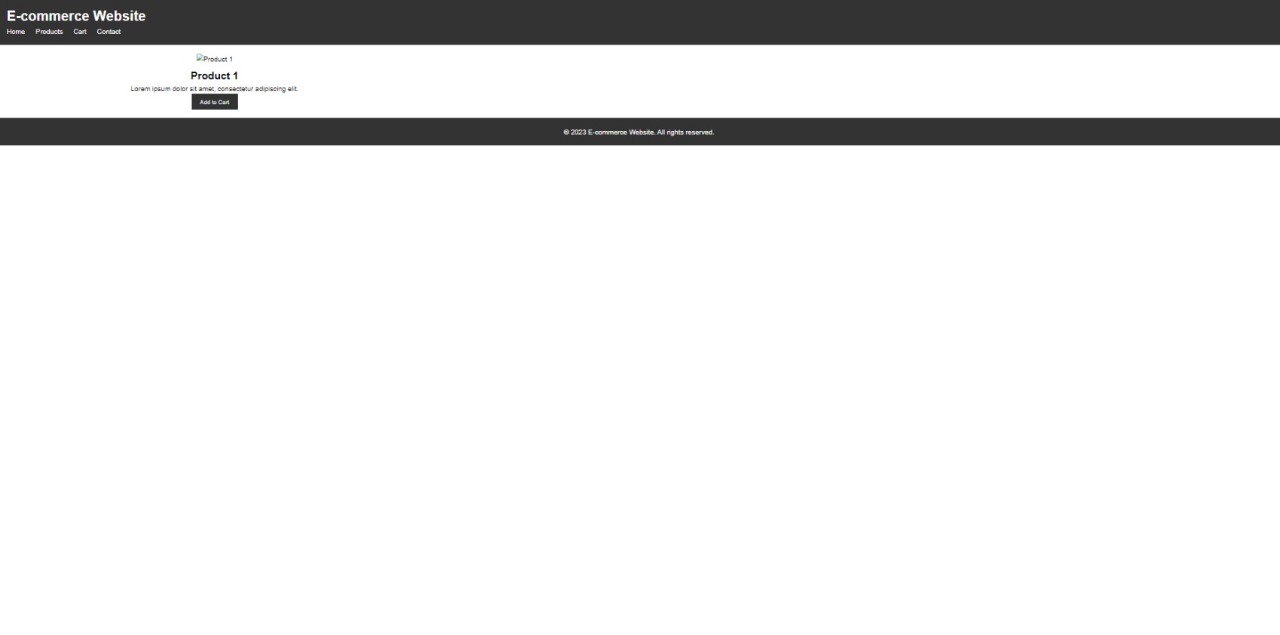 E-commerce Website
Home Products Cart Contact
Product 1
Product 1
Lorem ipsum dolor sit amet, consectetur adipiscing elit.
Add to Cart
© 2023 E-commerce Website. All rights reserved.